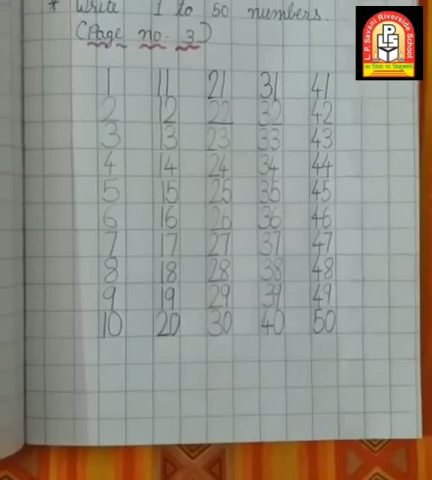 * Write 1 to 50 numbers.
(Page no. 3)
L. P. Savani Riverside School
LPS
1 11 21 31 41
2 12 22 32 42
3 13 23 33 43
4 14 24 34 44
5 15 25 35 45
6 16 26 36 46
7 17 27 37 47
8 18 28 38 48
9 19 29 39 49
10 20 30 40 50